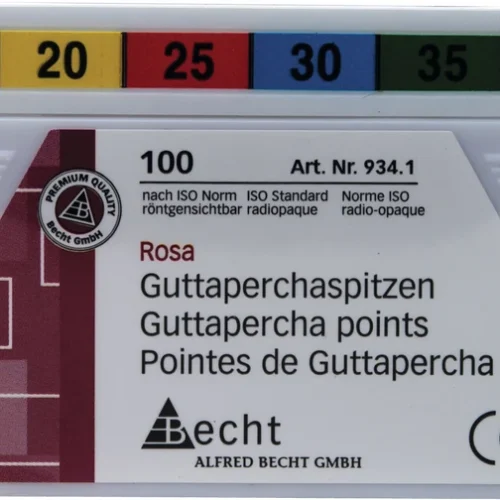 20 25 30 35
100 Art. Nr. 934.1
nach ISO Norm ISO Standard Norme ISO
röntgensichtbar radiopaque radio-opaque
PREMIUM QUALITY
Becht GmbH
Rosa
Guttaperchaspitzen
Guttapercha points
Pointes de Guttapercha
Becht
ALFRED BECHT GMBH